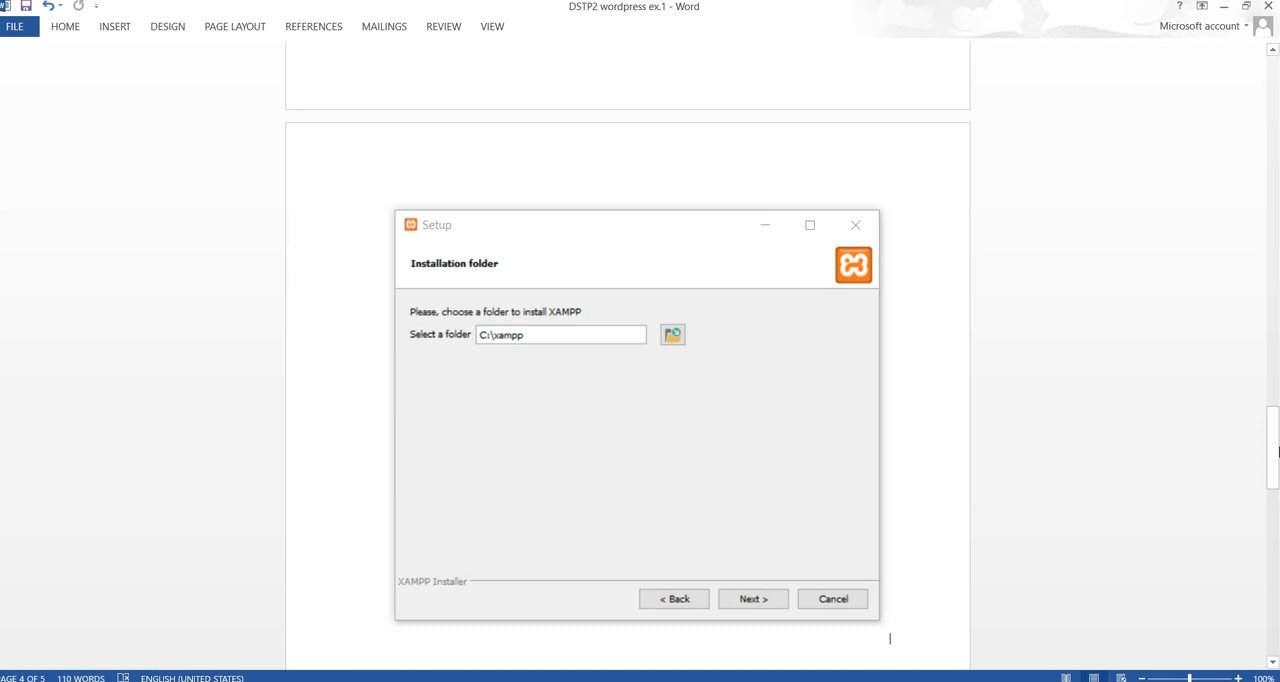 DSTP2 wordpress ex.1 - Word
?
FILE HOME INSERT DESIGN PAGE LAYOUT REFERENCES MAILINGS REVIEW VIEW Microsoft account
Setup
Installation folder
Please, choose a folder to install XAMPP
Select a folder C:\xampp
XAMPP Installer
< Back Next > Cancel
AGE 4 OF 5 110 WORDS ENGLISH (UNITED STATES) 100%